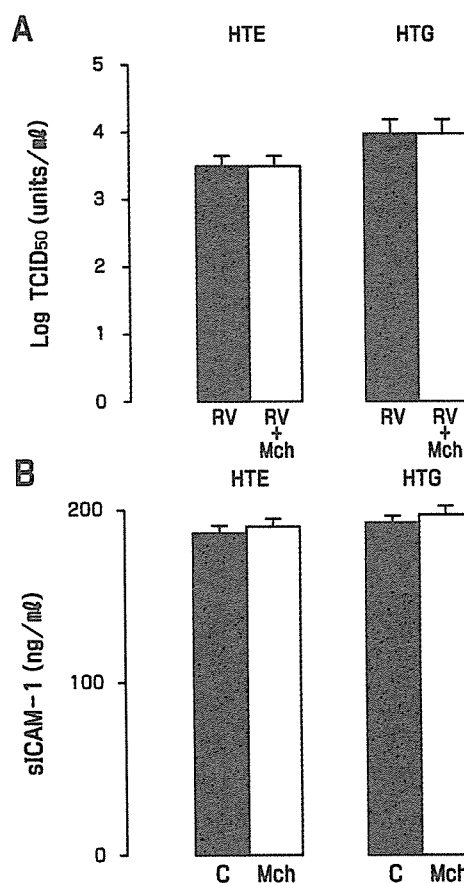 A
HTE HTG
Log TCID50 (units/㎖)
5
4
3
2
1
0
RV RV + Mch RV RV + Mch
B
HTE HTG
sICAM-1 (ng/㎖)
200
100
0
C Mch C Mch